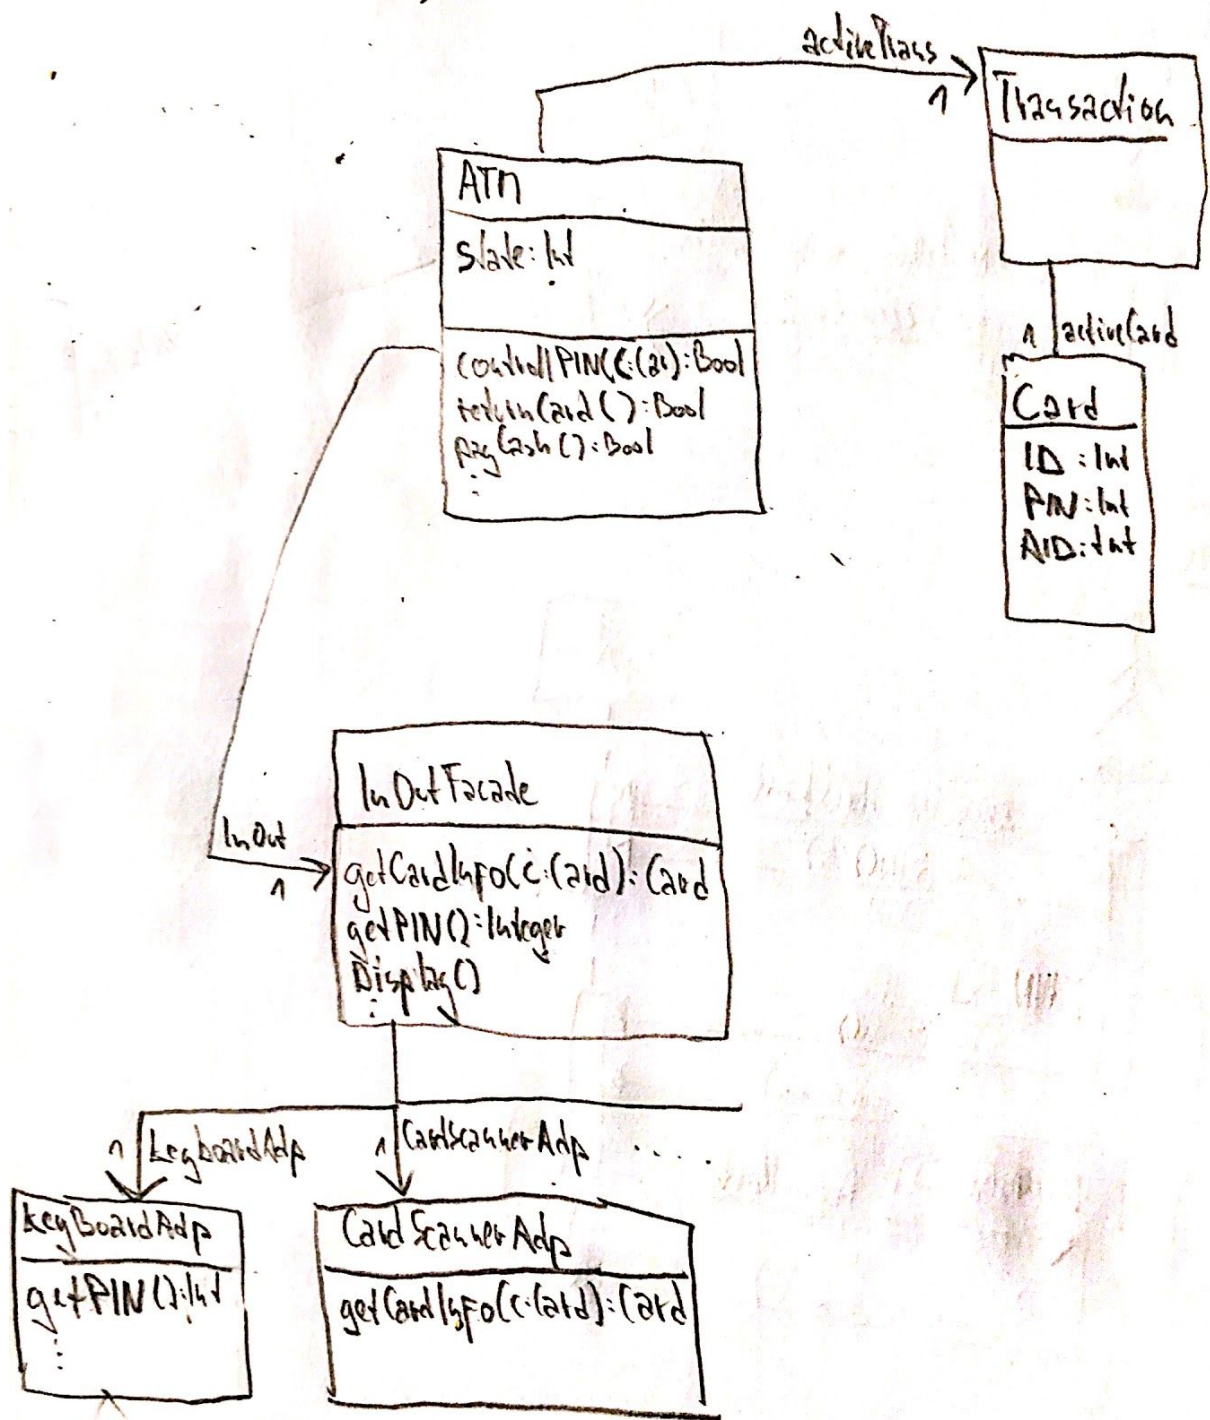 activeTrans
1
Transaction
ATM
State: Int
controllPIN(C:Car):Bool
returnCard():Bool
payCash():Bool
:
1 activeCard
Card
ID:Int
PIN:Int
AID:Int
InOutFacade
InOut
1
getCardInfo(c:Card):Card
getPIN():Integer
Display()
:
1 keyboardAdp
1 CardScannerAdp .....
keyBoardAdp
getPIN():Int
:
CardScannerAdp
getCardInfo(c:Card):Card